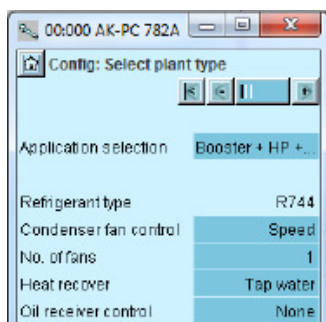 00:000 AK-PC 782A
Config: Select plant type
Application selection Booster + HP +...
Refrigerant type R744
Condenser fan control Speed
No. of fans 1
Heat recover Tap water
Oil receiver control None